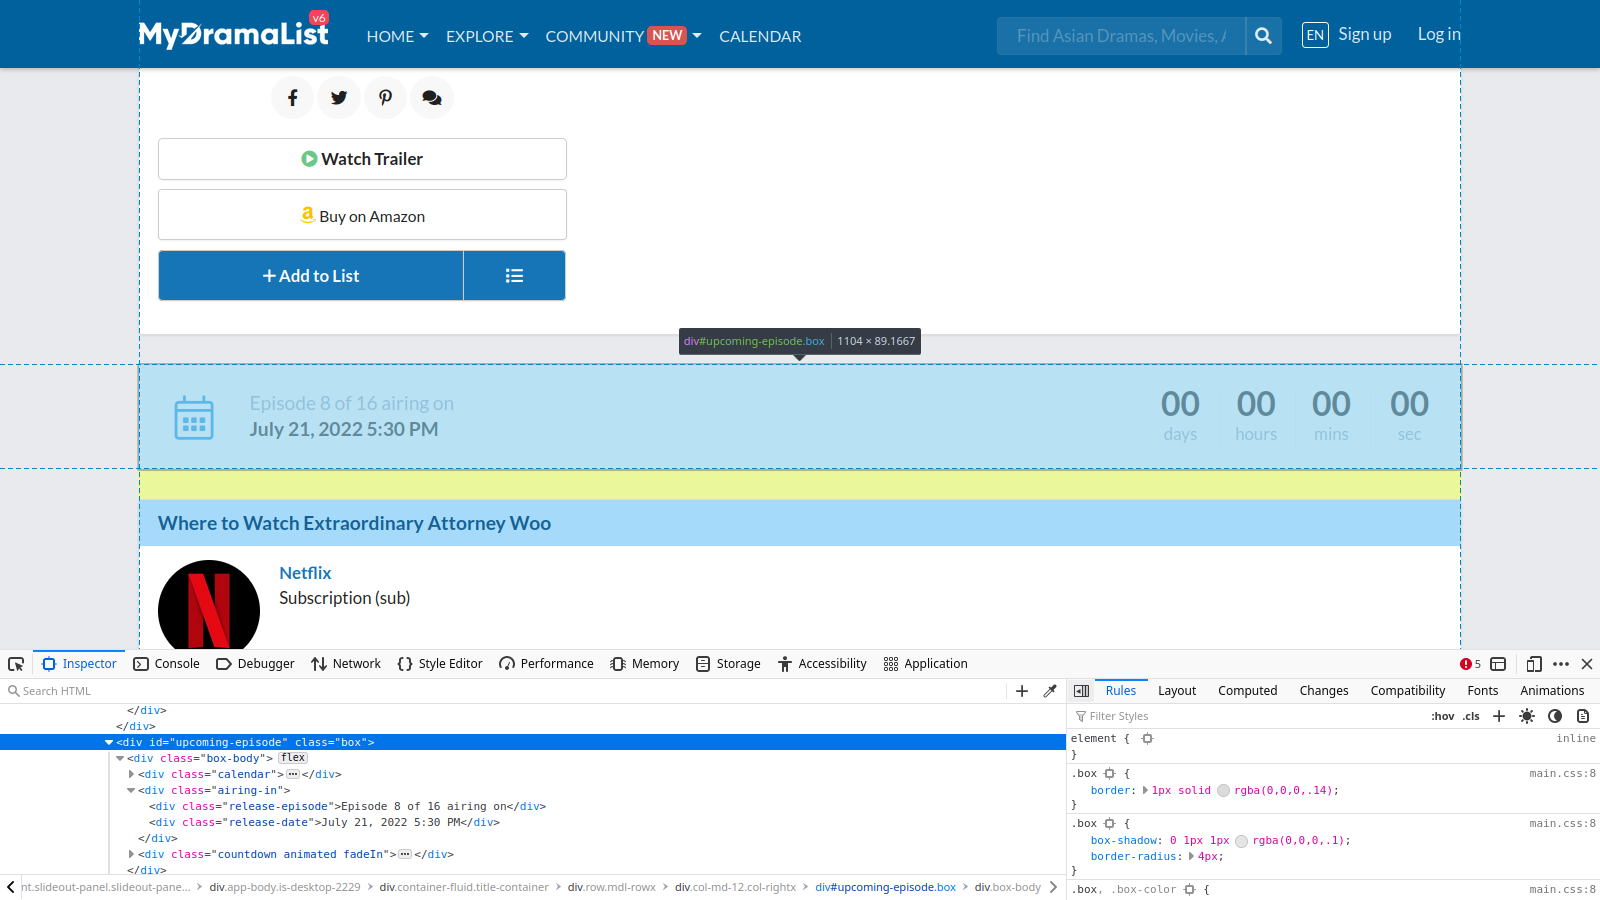 MyDramaList v6
HOME EXPLORE COMMUNITY NEW CALENDAR
Find Asian Dramas, Movies, A
EN Sign up Log in
Watch Trailer
Buy on Amazon
+ Add to List
div#upcoming-episode.box 1104 × 89.1667
Episode 8 of 16 airing on
July 21, 2022 5:30 PM
00 00 00 00
days hours mins sec
Where to Watch Extraordinary Attorney Woo
Netflix
Subscription (sub)
Inspector Console Debugger Network Style Editor Performance Memory Storage Accessibility Application 5
Search HTML
</div>
</div>
<div id="upcoming-episode" class="box">
<div class="box-body"> flex
<div class="calendar">···</div>
<div class="airing-in">
<div class="release-episode">Episode 8 of 16 airing on</div>
<div class="release-date">July 21, 2022 5:30 PM</div>
</div>
<div class="countdown animated fadeIn">···</div>
</div>
nt.slideout-panel.slideout-pane... > div.app-body.is-desktop-2229 > div.container-fluid.title-container > div.row.mdl-rowx > div.col-md-12.col-rightx > div#upcoming-episode.box > div.box-body
Rules Layout Computed Changes Compatibility Fonts Animations
Filter Styles :hov .cls +
element { inline
}
.box { main.css:8
border: 1px solid rgba(0,0,0,.14);
}
.box { main.css:8
box-shadow: 0 1px 1px rgba(0,0,0,.1);
border-radius: 4px;
}
.box, .box-color { main.css:8